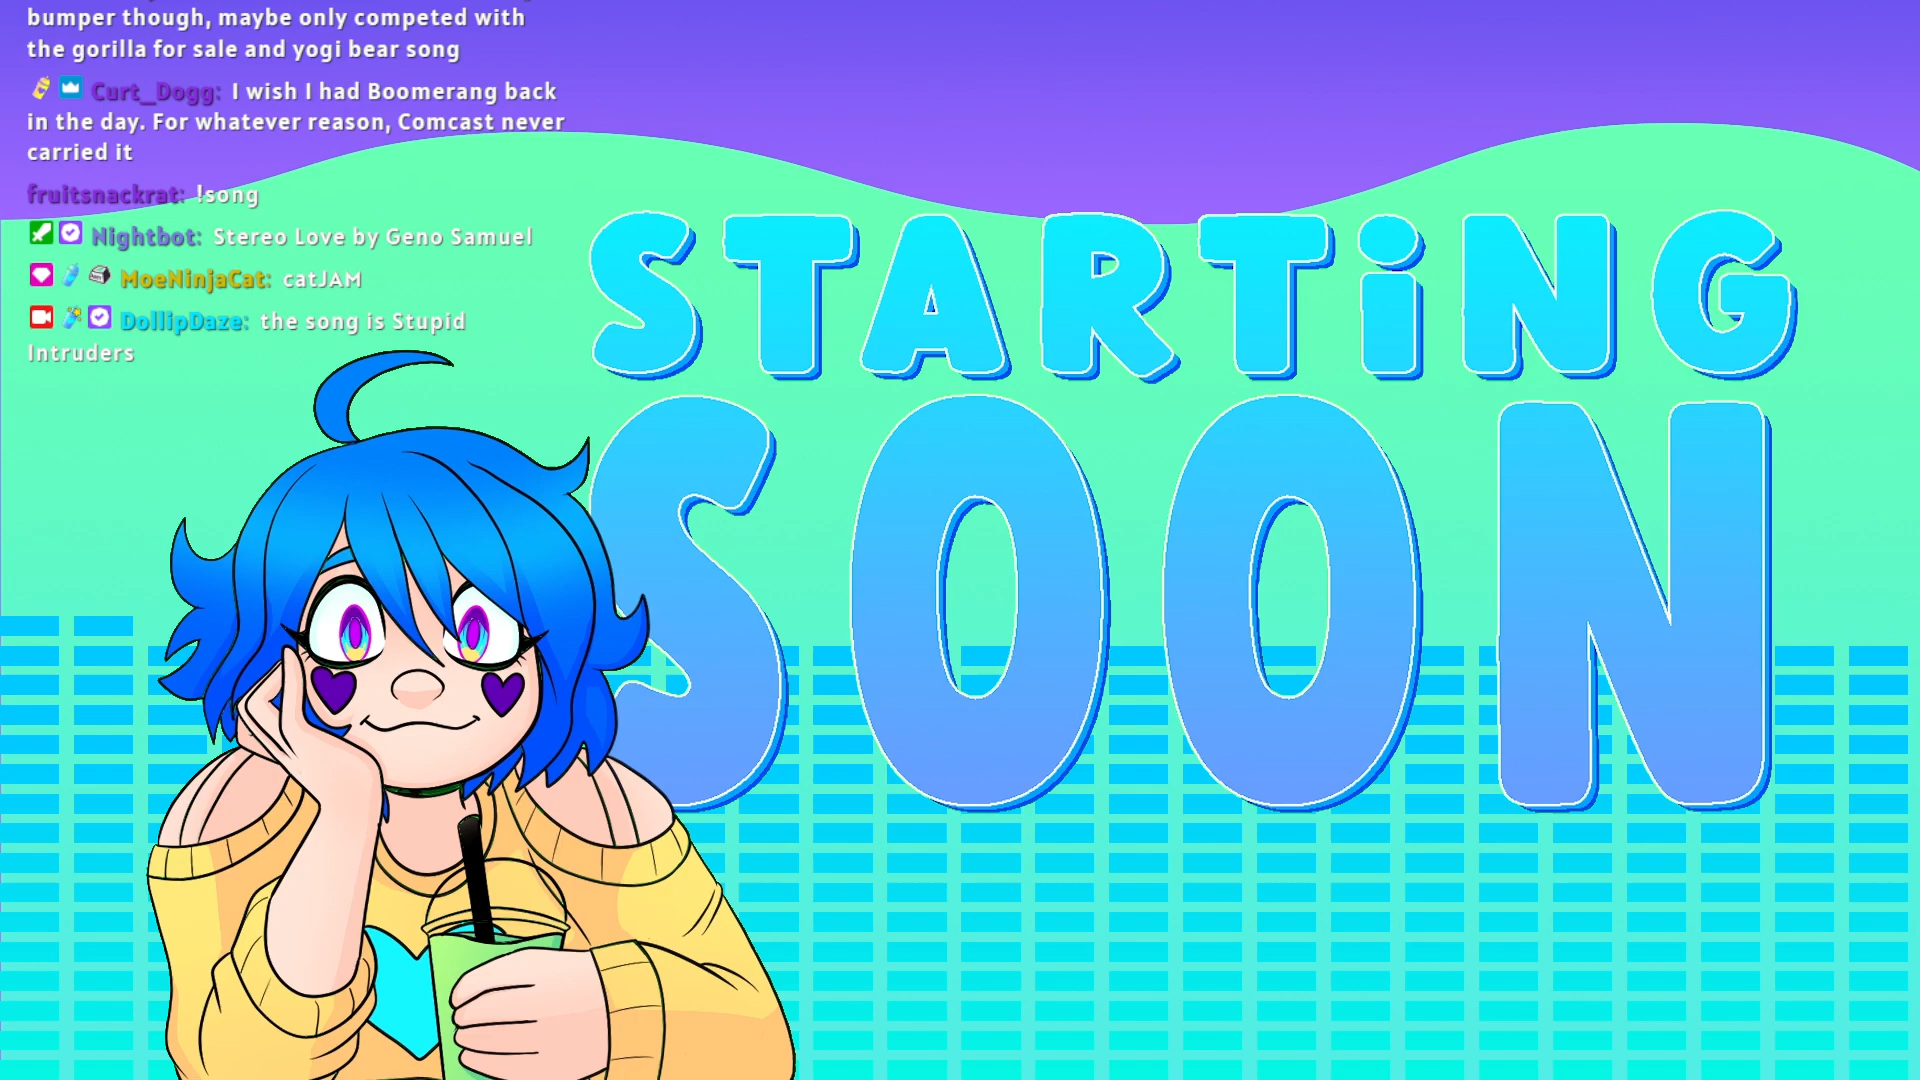 bumper though, maybe only competed with
the gorilla for sale and yogi bear song
Curt_Dogg: I wish I had Boomerang back
in the day. For whatever reason, Comcast never
carried it
fruitsnackrat: !song
Nightbot: Stereo Love by Geno Samuel
MoeNinjaCat: catJAM
DollipDaze: the song is Stupid
Intruders
STARTiNG
SOON